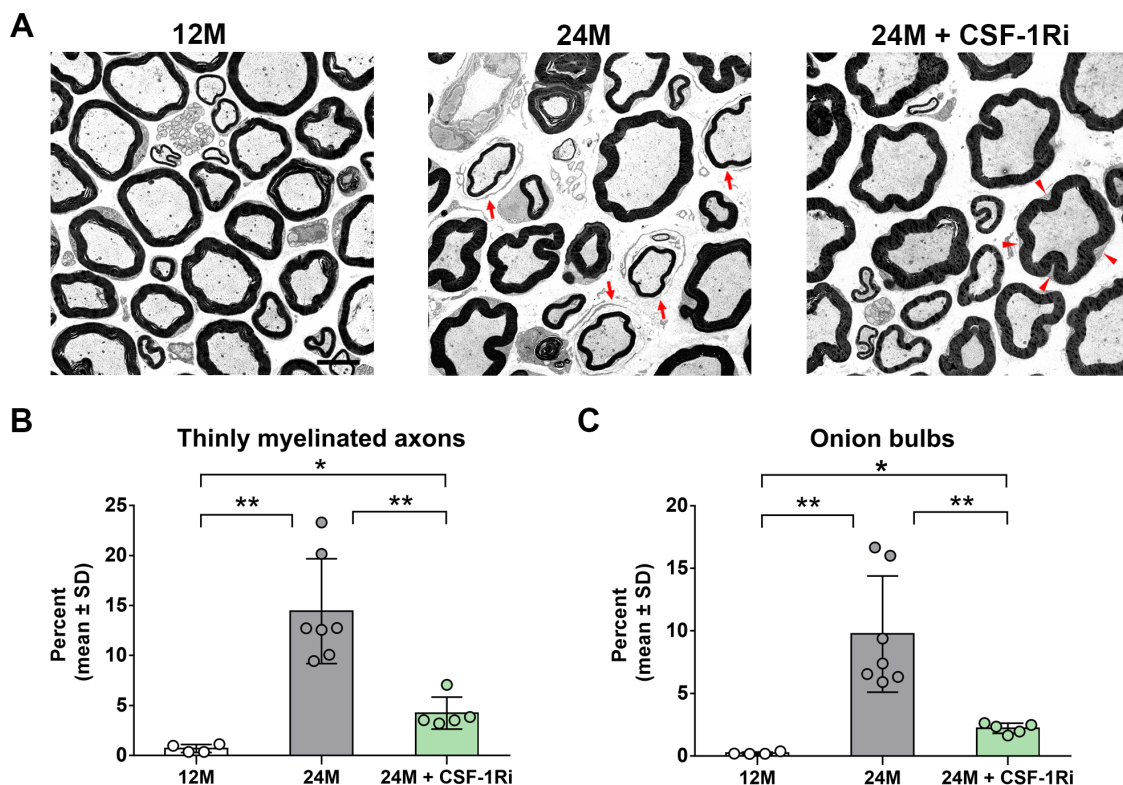 A
12M
24M
24M + CSF-1Ri
B
Thinly myelinated axons
*
**
**
Percent
(mean ± SD)
25
20
15
10
5
0
12M
24M
24M + CSF-1Ri
C
Onion bulbs
*
**
**
Percent
(mean ± SD)
20
15
10
5
0
12M
24M
24M + CSF-1Ri